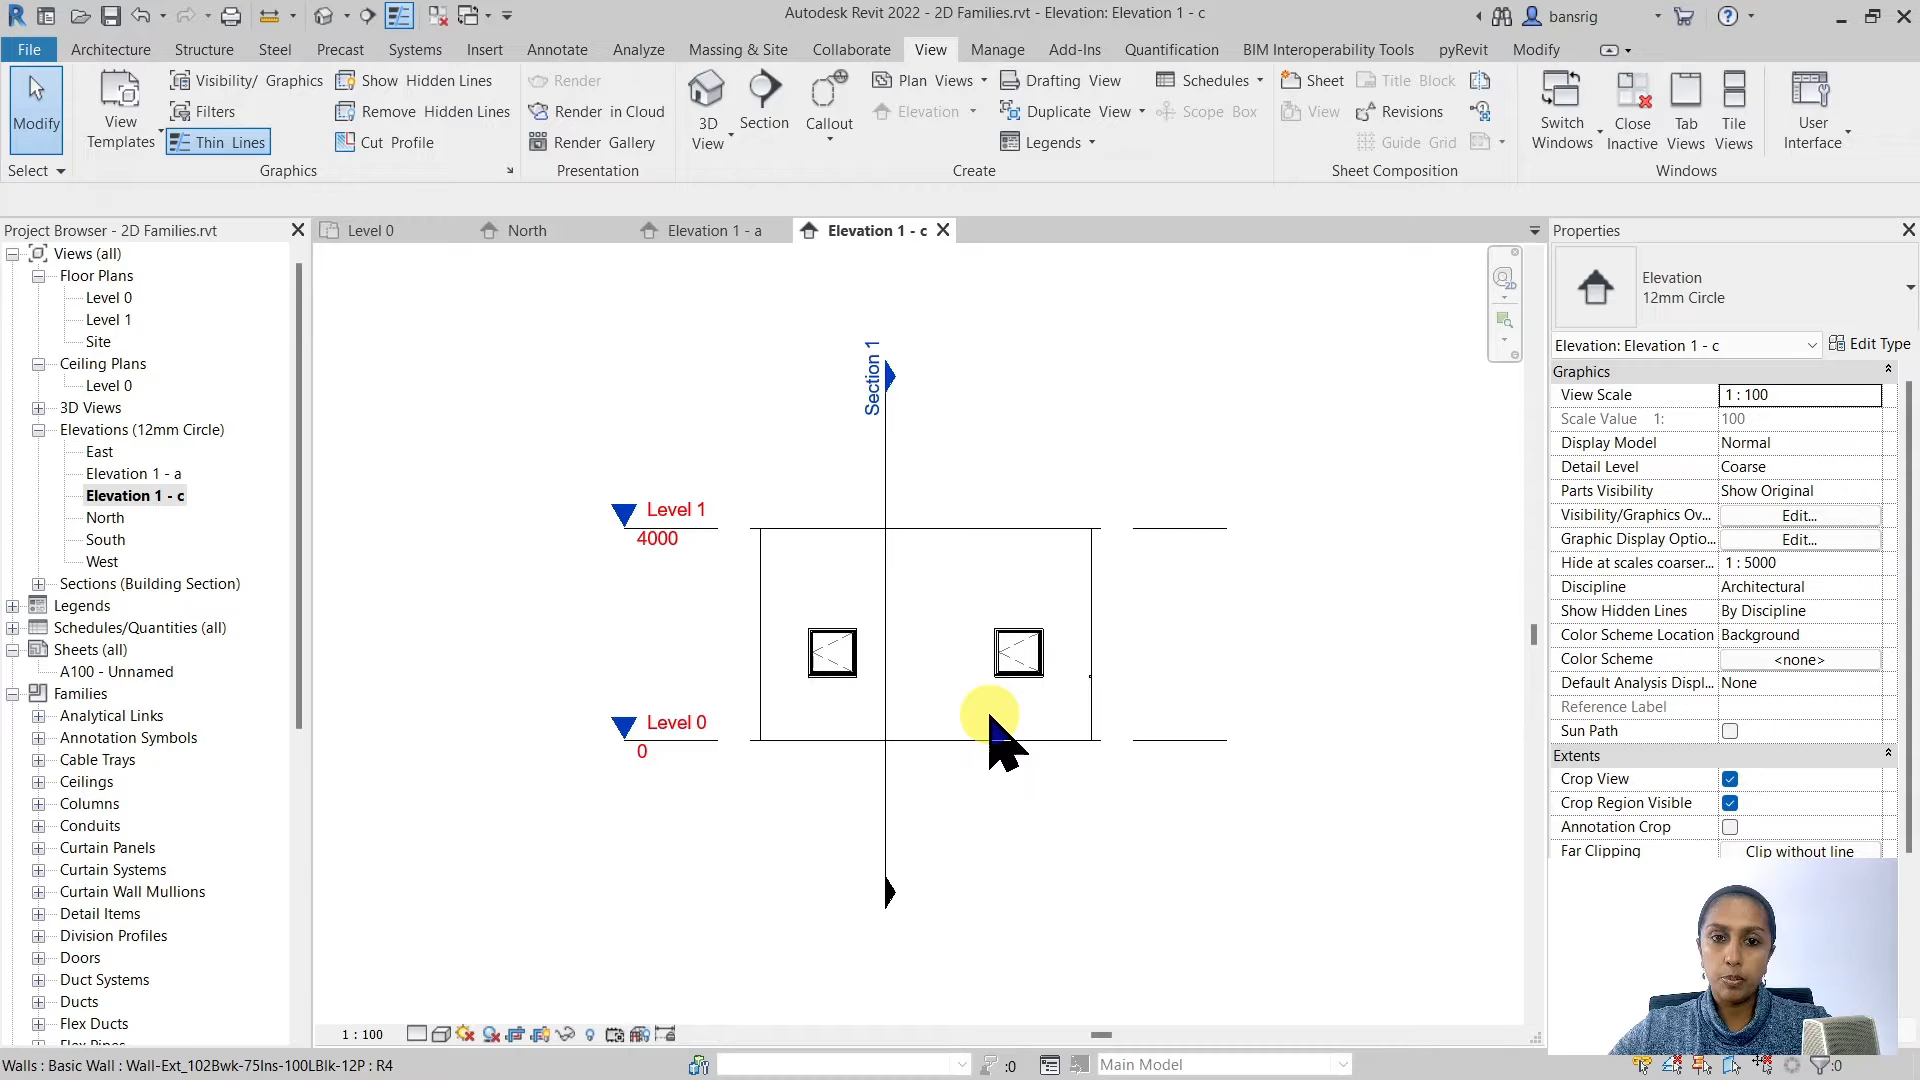 Autodesk Revit 2022 - 2D Families.rvt - Elevation: Elevation 1 - c
bansrig
File Architecture Structure Steel Precast Systems Insert Annotate Analyze Massing & Site Collaborate View Manage Add-Ins Quantification BIM Interoperability Tools pyRevit Modify
Modify
View Templates
Visibility/ Graphics
Filters
Thin Lines
Show Hidden Lines
Remove Hidden Lines
Cut Profile
Render
Render in Cloud
Render Gallery
3D View
Section
Callout
Plan Views
Elevation
Drafting View
Duplicate View
Legends
Schedules
Scope Box
Sheet
View
Title Block
Revisions
Guide Grid
Switch Windows
Close Inactive
Tab Views
Tile Views
User Interface
Select
Graphics
Presentation
Create
Sheet Composition
Windows
Project Browser - 2D Families.rvt
Views (all)
Floor Plans
Level 0
Level 1
Site
Ceiling Plans
Level 0
3D Views
Elevations (12mm Circle)
East
Elevation 1 - a
Elevation 1 - c
North
South
West
Sections (Building Section)
Legends
Schedules/Quantities (all)
Sheets (all)
A100 - Unnamed
Families
Analytical Links
Annotation Symbols
Cable Trays
Ceilings
Columns
Conduits
Curtain Panels
Curtain Systems
Curtain Wall Mullions
Detail Items
Division Profiles
Doors
Duct Systems
Ducts
Flex Ducts
Flex Pipes
Level 0
North
Elevation 1 - a
Elevation 1 - c
2D
Section 1
Level 1
4000
Level 0
0
1 : 100
Properties
Elevation
12mm Circle
Elevation: Elevation 1 - c
Edit Type
Graphics
View Scale 1 : 100
Scale Value 1: 100
Display Model Normal
Detail Level Coarse
Parts Visibility Show Original
Visibility/Graphics Ov... Edit...
Graphic Display Optio... Edit...
Hide at scales coarser... 1 : 5000
Discipline Architectural
Show Hidden Lines By Discipline
Color Scheme Location Background
Color Scheme <none>
Default Analysis Displ... None
Reference Label
Sun Path
Extents
Crop View
Crop Region Visible
Annotation Crop
Far Clipping Clip without line
Walls : Basic Wall : Wall-Ext_102Bwk-75Ins-100LBlk-12P : R4
:0
Main Model
:0